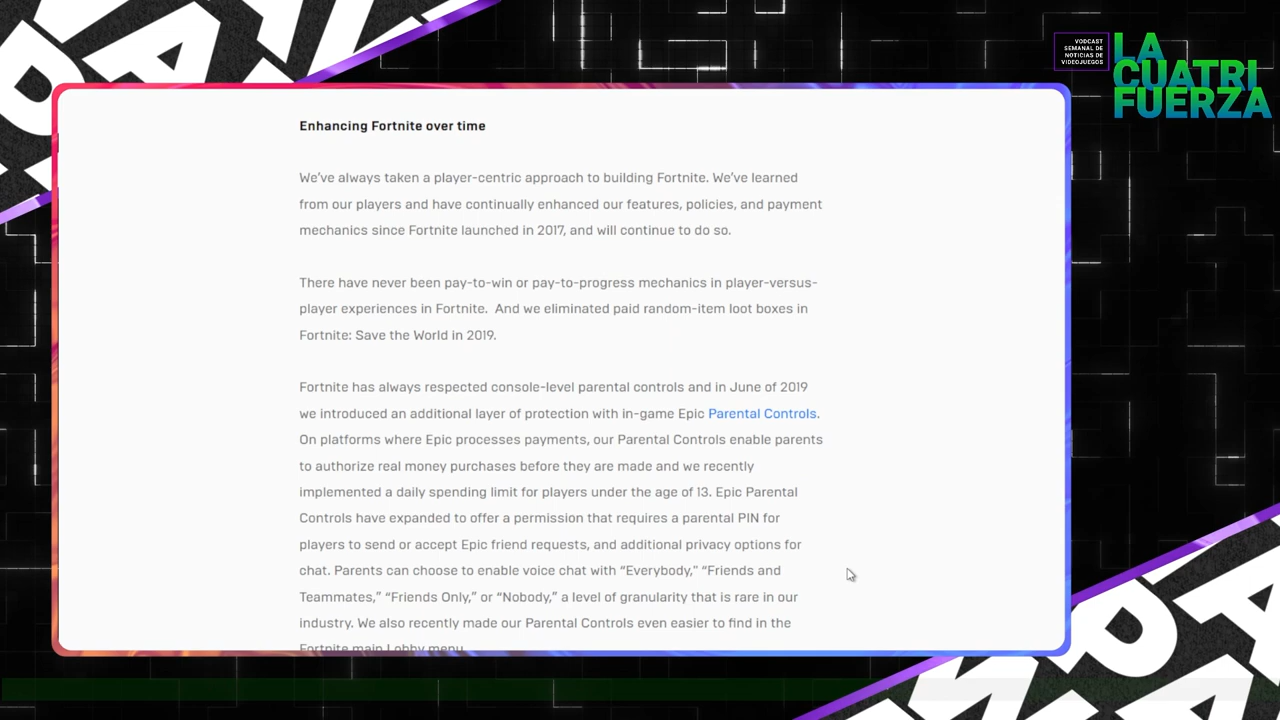 VODCAST
SEMANAL DE
NOTICIAS DE
VIDEOJUEGOS
LA
CUATRI
FUERZA
Enhancing Fortnite over time
We’ve always taken a player-centric approach to building Fortnite. We’ve learned
from our players and have continually enhanced our features, policies, and payment
mechanics since Fortnite launched in 2017, and will continue to do so.
There have never been pay-to-win or pay-to-progress mechanics in player-versus-
player experiences in Fortnite.  And we eliminated paid random-item loot boxes in
Fortnite: Save the World in 2019.
Fortnite has always respected console-level parental controls and in June of 2019
we introduced an additional layer of protection with in-game Epic Parental Controls.
On platforms where Epic processes payments, our Parental Controls enable parents
to authorize real money purchases before they are made and we recently
implemented a daily spending limit for players under the age of 13. Epic Parental
Controls have expanded to offer a permission that requires a parental PIN for
players to send or accept Epic friend requests, and additional privacy options for
chat. Parents can choose to enable voice chat with “Everybody,” “Friends and
Teammates,” “Friends Only,” or “Nobody,” a level of granularity that is rare in our
industry. We also recently made our Parental Controls even easier to find in the
Fortnite main Lobby menu.